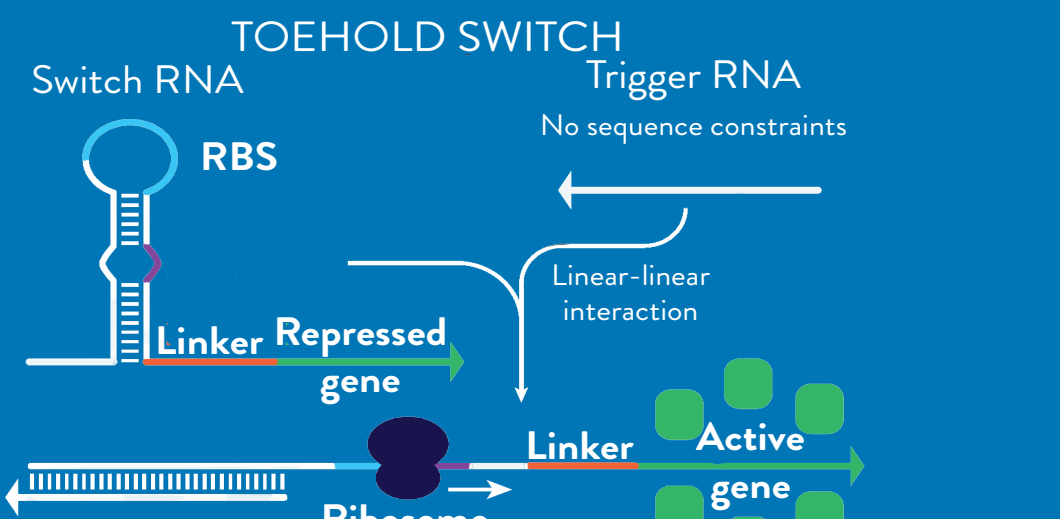 TOEHOLD SWITCH
Switch RNA
Trigger RNA
No sequence constraints
RBS
Linear-linear
interaction
Linker
Repressed
gene
Linker
Active
gene
Ribosome